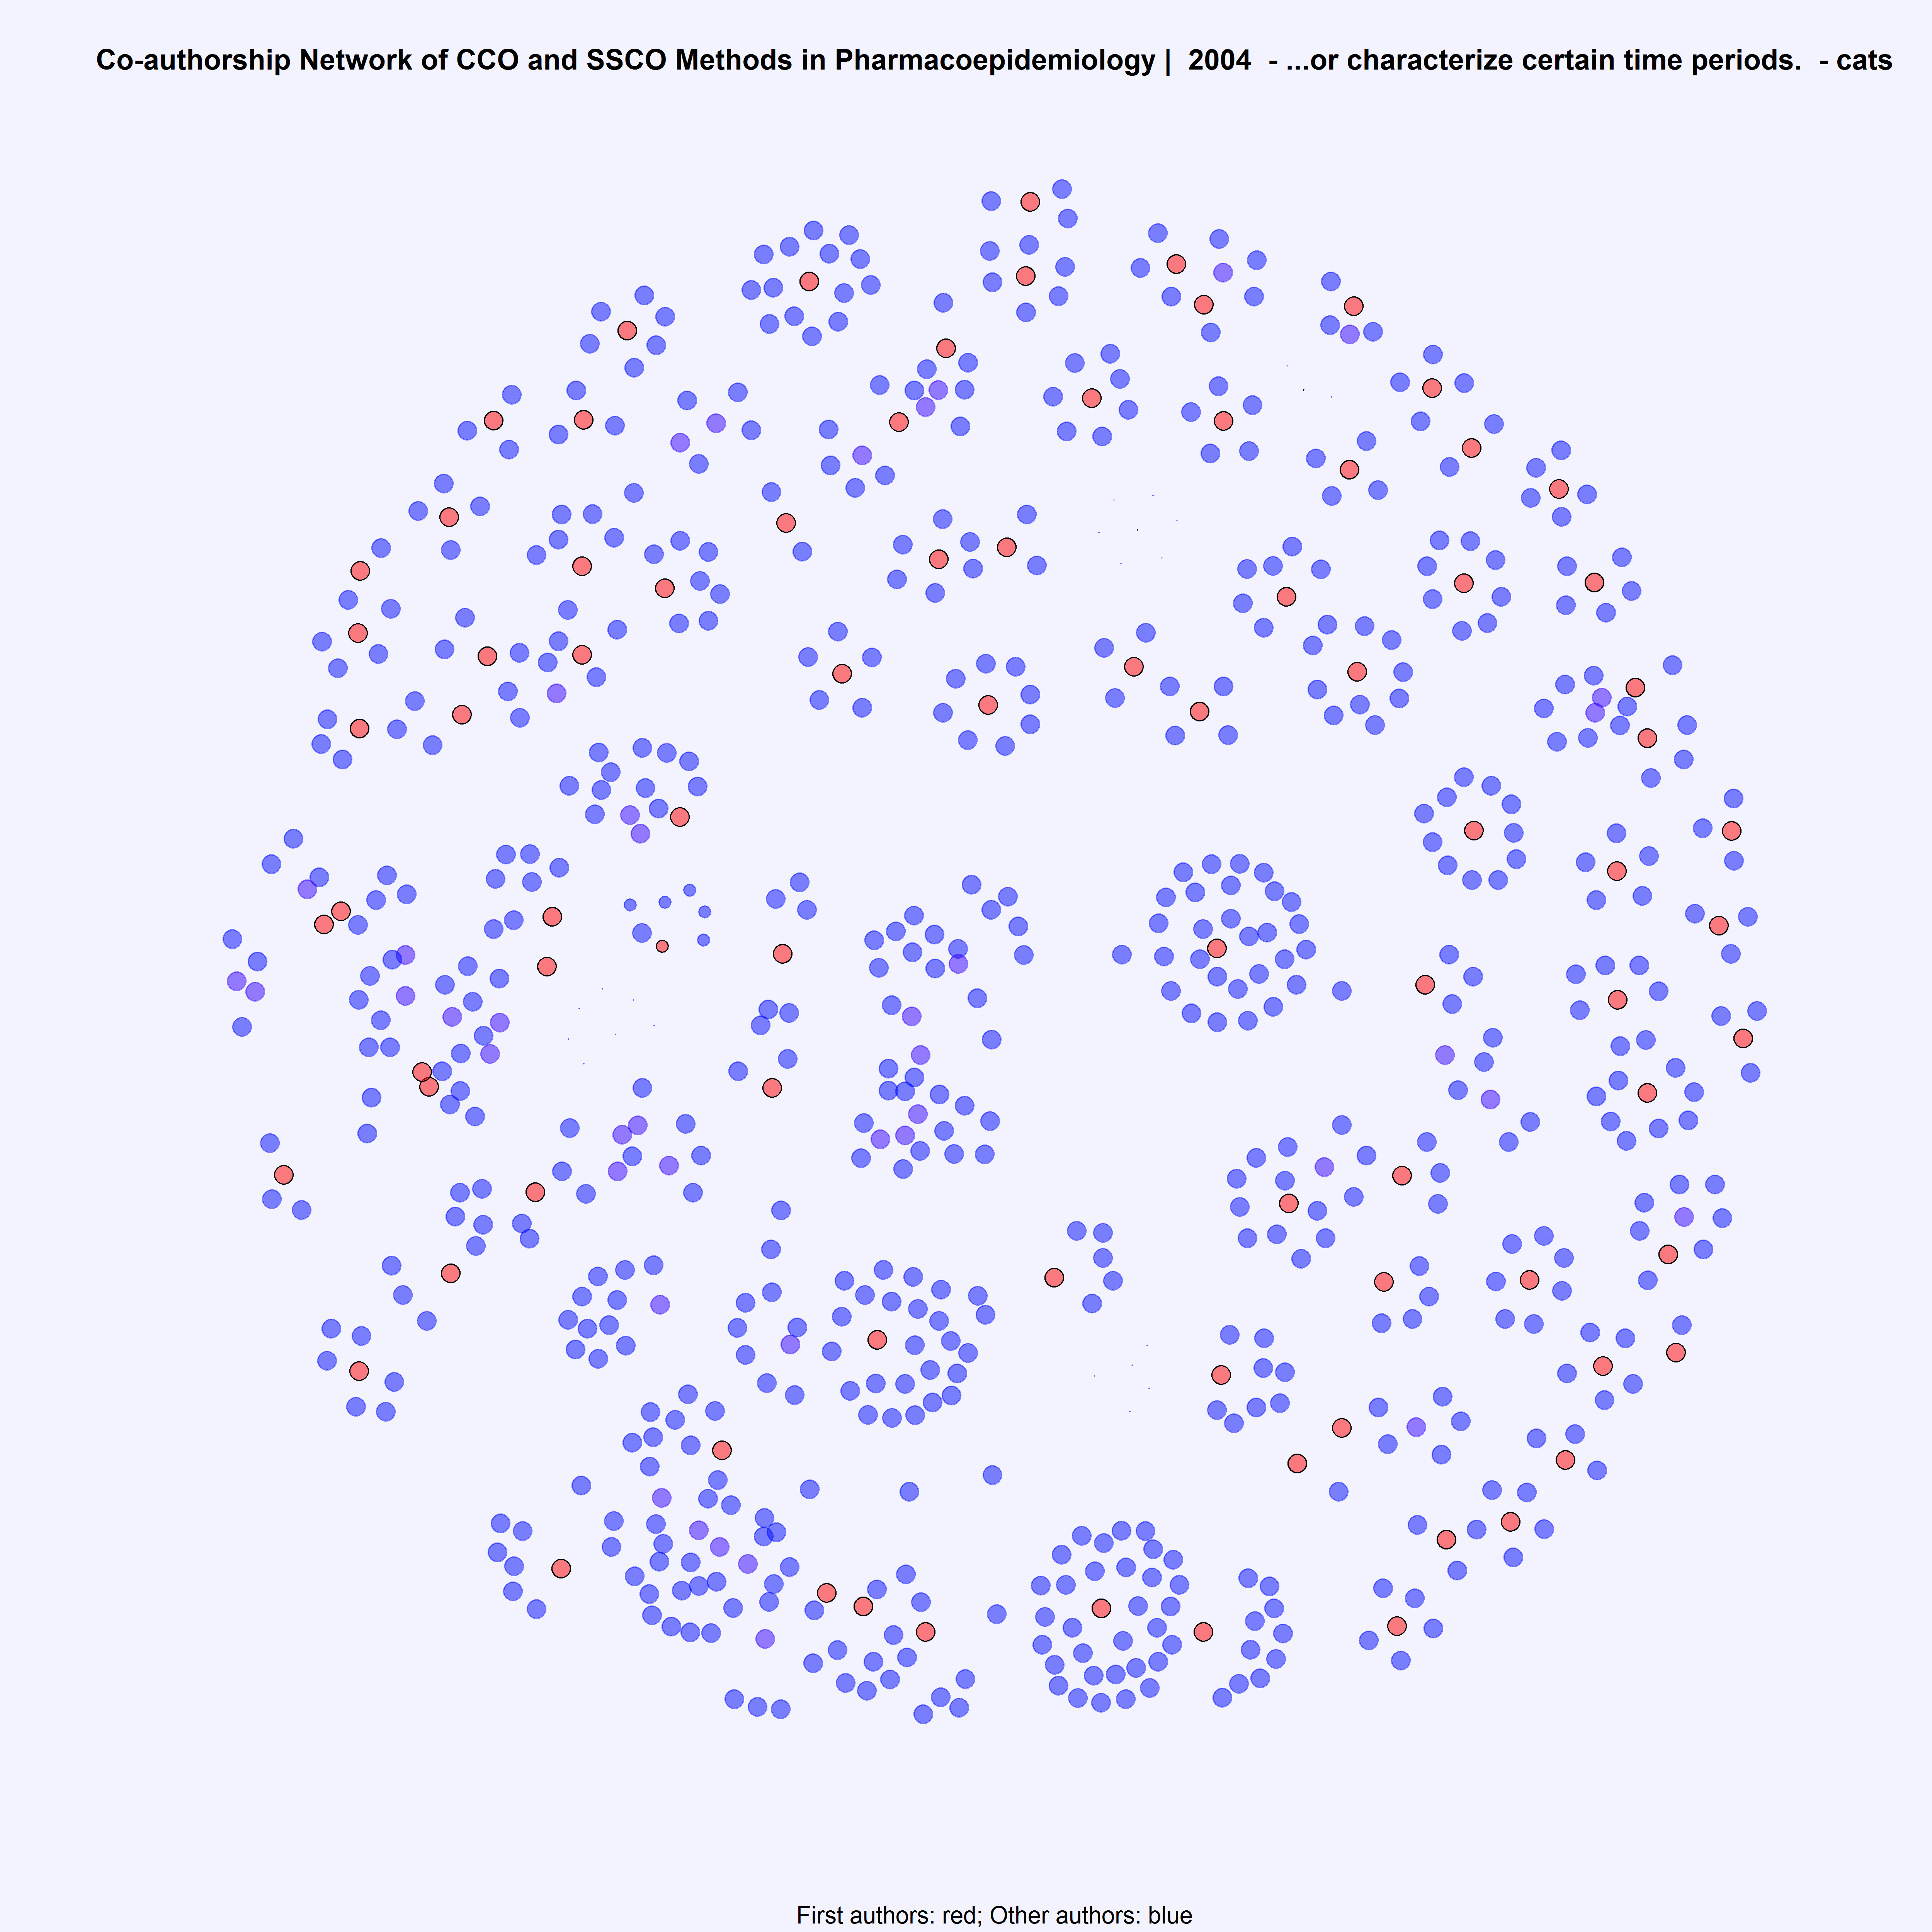 Co-authorship Network of CCO and SSCO Methods in Pharmacoepidemiology | 2004 - ...or characterize certain time periods. - cats
First authors: red; Other authors: blue